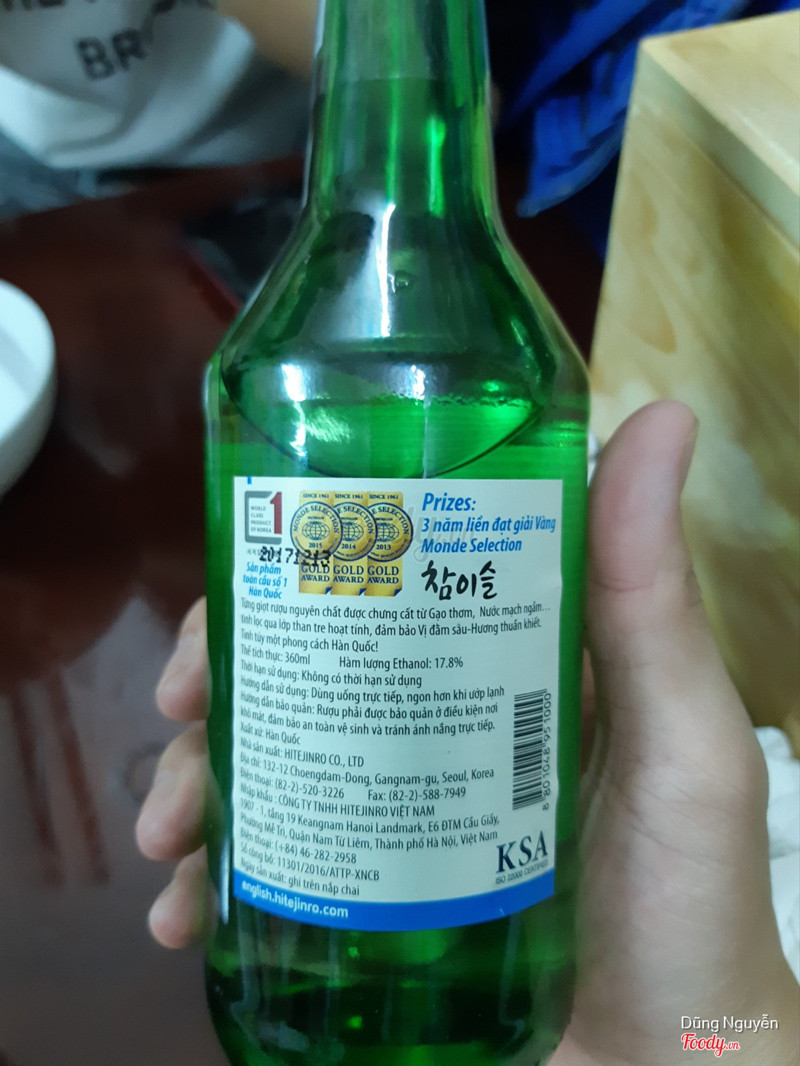 BR
WORLD
CLASS
PRODUCT
OF KOREA
20171213
Sản phẩm
toàn cầu số 1
Hàn Quốc
SINCE 1961 SINCE 1961 SINCE 1961
MONDE SELECTION
2015 2014 2013
GOLD GOLD GOLD
AWARD AWARD AWARD
Prizes:
3 năm liền đạt giải Vàng
Monde Selection
참이슬
Từng giọt rượu nguyên chất được chưng cất từ Gạo thơm, Nước mạch ngầm...
tinh lọc qua lớp than tre hoạt tính, đảm bảo Vị đằm sâu-Hương thuần khiết.
Tinh túy một phong cách Hàn Quốc!
Thể tích thực: 360ml Hàm lượng Ethanol: 17.8%
Thời hạn sử dụng: Không có thời hạn sử dụng
Hướng dẫn sử dụng: Dùng uống trực tiếp, ngon hơn khi ướp lạnh
Hướng dẫn bảo quản: Rượu phải được bảo quản ở điều kiện nơi
khô mát, đảm bảo an toàn vệ sinh và tránh ánh nắng trực tiếp.
Xuất xứ: Hàn Quốc
Nhà sản xuất: HITEJINRO CO., LTD
Địa chỉ: 132-12 Choengdam-Dong, Gangnam-gu, Seoul, Korea
Điện thoại: (82-2)-520-3226 Fax: (82-2)-588-7949
Nhập khẩu: CÔNG TY TNHH HITEJINRO VIỆT NAM
1907 - 1, tầng 19 Keangnam Hanoi Landmark, E6 ĐTM Cầu Giấy,
Phường Mễ Trì, Quận Nam Từ Liêm, Thành phố Hà Nội, Việt Nam
Điện thoại: (+84) 46-282-2958
Số công bố: 11301/2016/ATTP-XNCB
Ngày sản xuất: ghi trên nắp chai
8 801048 951000
KSA
ISO 22000 CERTIFIED
english.hitejinro.com
Dũng Nguyễn
Foody.vn